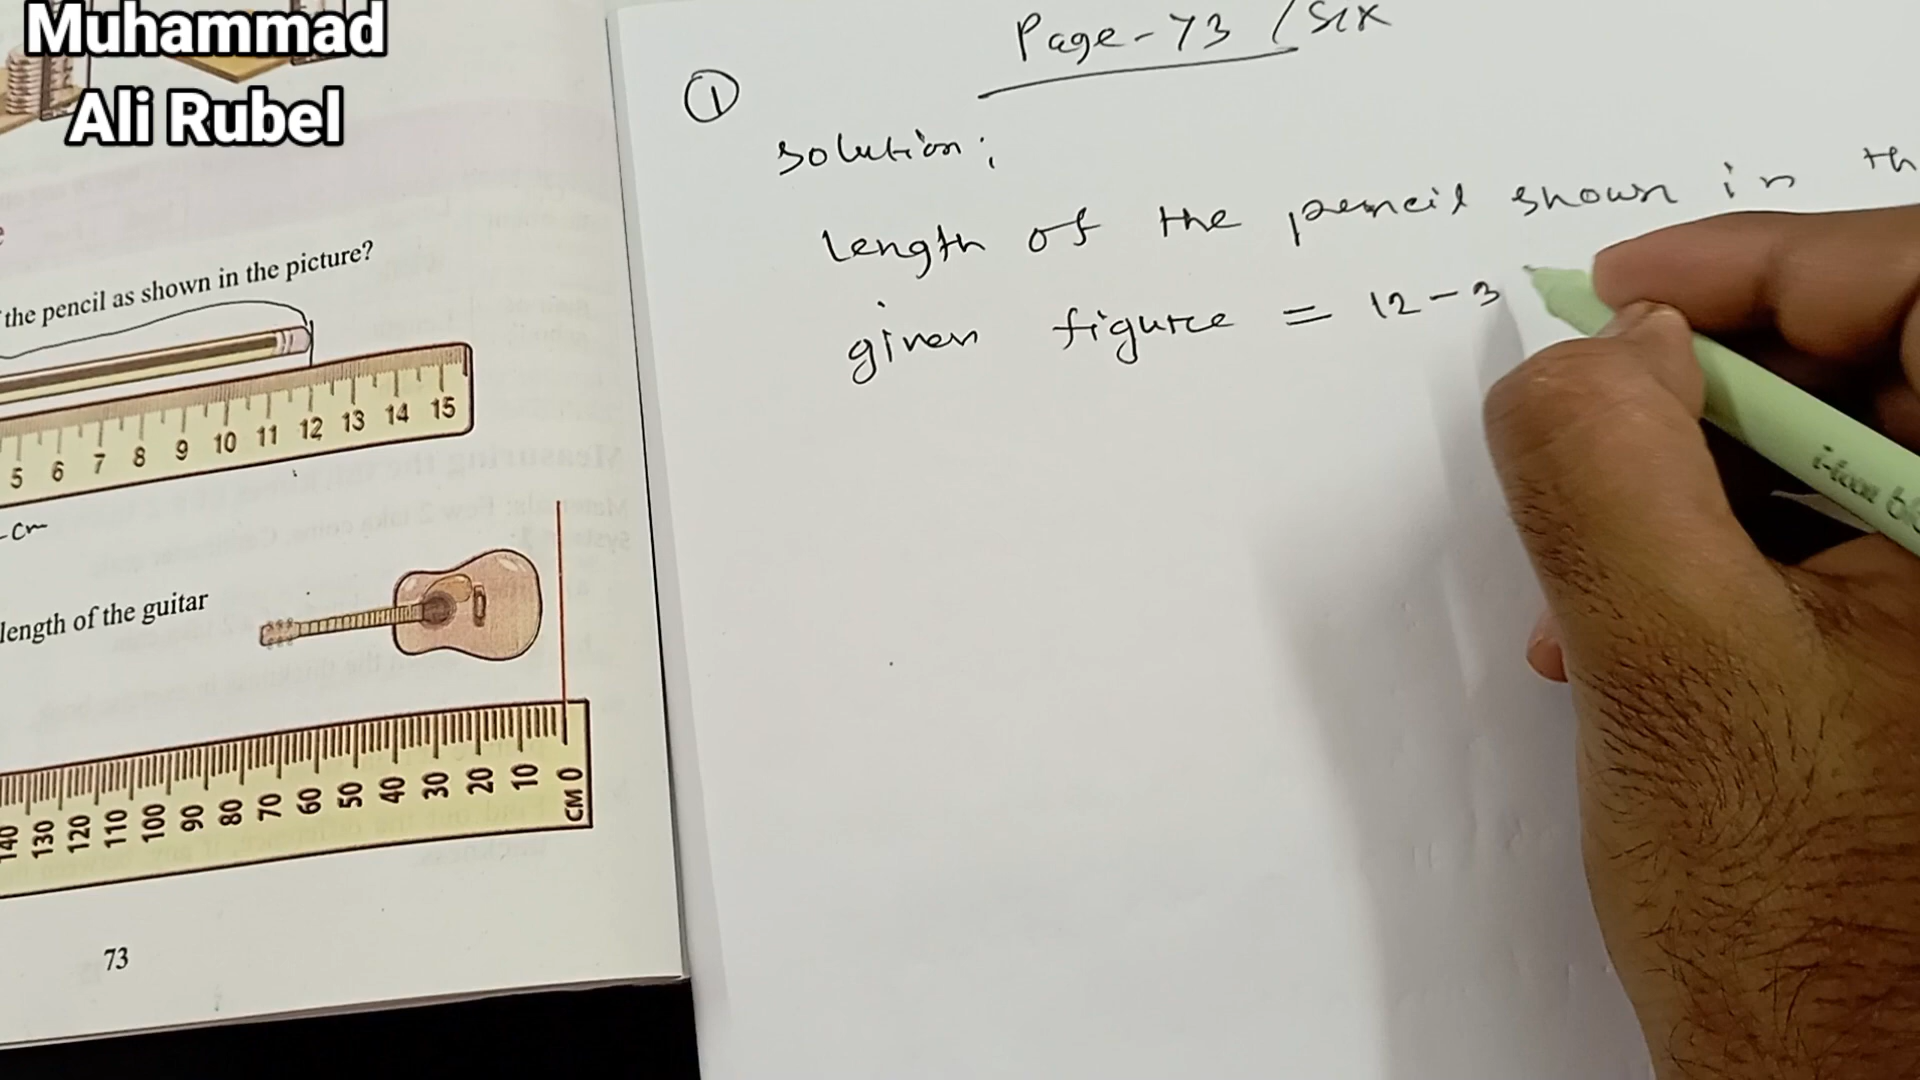 Muhammad
Ali Rubel
the pencil as shown in the picture?
5 6 7 8 9 10 11 12 13 14 15
-cm
length of the guitar
140 130 120 110 100 90 80 70 60 50 40 30 20 10 CM 0
73
Page-73 / Six
①
solution:
length of the pencil shown in th
given figure = 12-3
i-teen